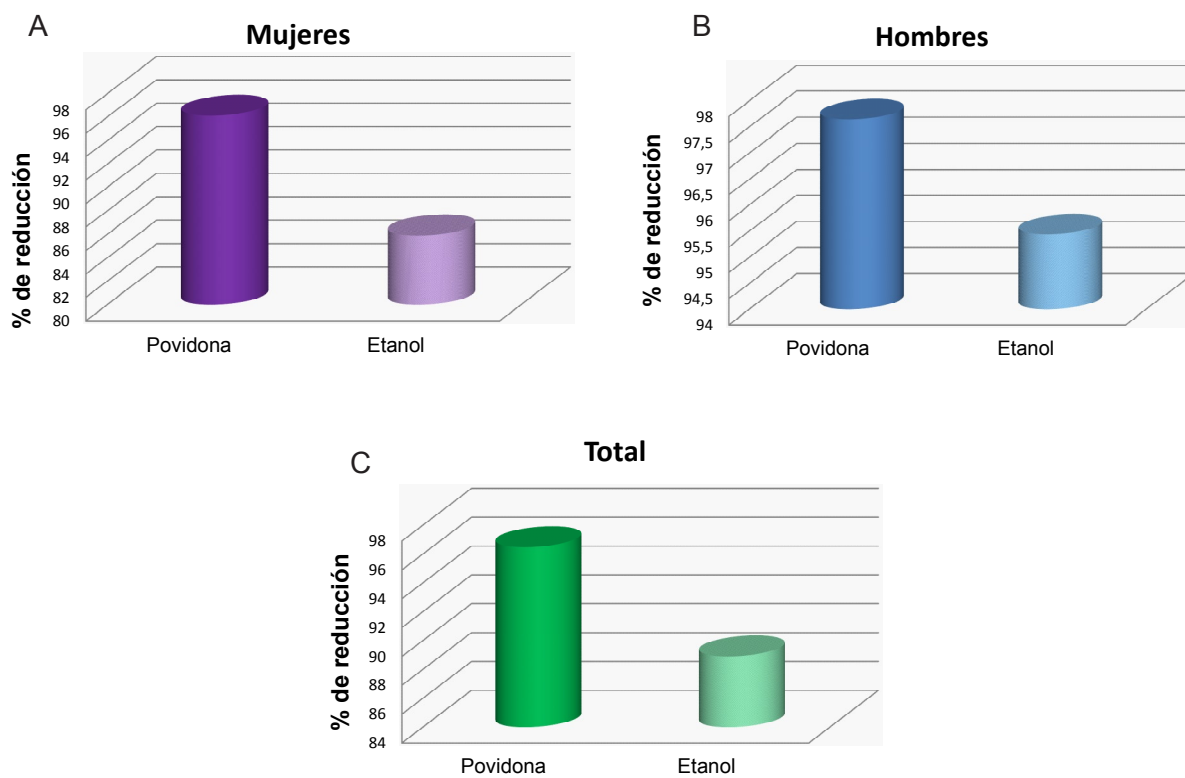 A
Mujeres
% de reducción
98
96
94
92
90
88
86
84
82
80
Povidona Etanol
B
Hombres
% de reducción
98
97,5
97
96,5
96
95,5
95
94,5
94
Povidona Etanol
C
Total
% de reducción
98
96
94
92
90
88
86
84
Povidona Etanol